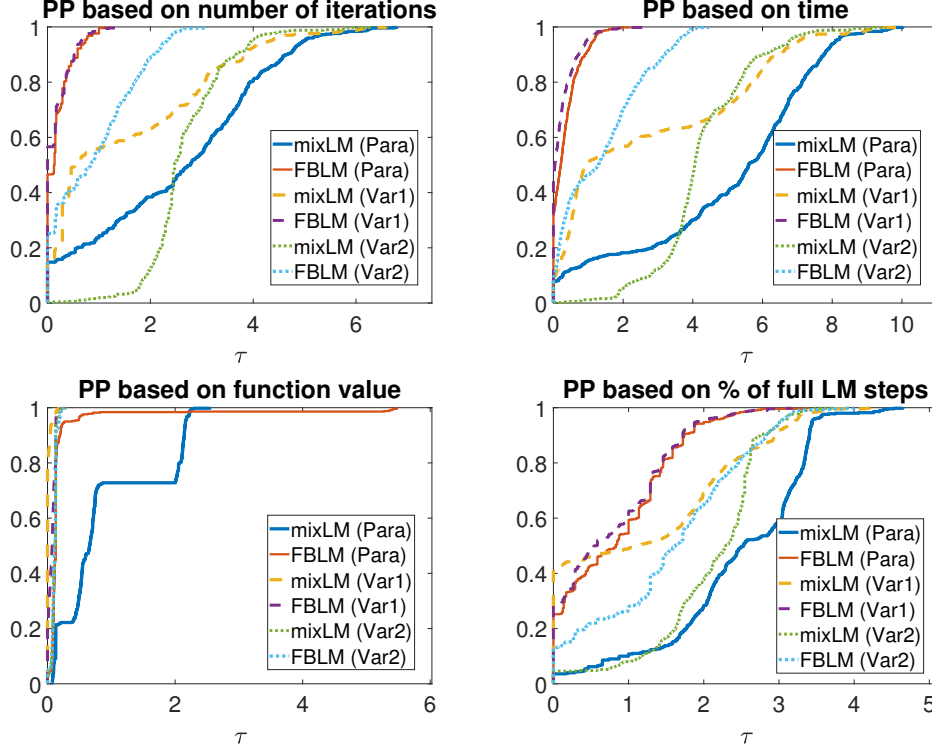 PP based on number of iterations
1
0.8
0.6
0.4
0.2
0
mixLM (Para)
FBLM (Para)
mixLM (Var1)
FBLM (Var1)
mixLM (Var2)
FBLM (Var2)
0 2 4 6
τ
PP based on time
1
0.8
0.6
0.4
0.2
0
mixLM (Para)
FBLM (Para)
mixLM (Var1)
FBLM (Var1)
mixLM (Var2)
FBLM (Var2)
0 2 4 6 8 10
τ
PP based on function value
1
0.8
0.6
0.4
0.2
0
mixLM (Para)
FBLM (Para)
mixLM (Var1)
FBLM (Var1)
mixLM (Var2)
FBLM (Var2)
0 2 4 6
τ
PP based on % of full LM steps
1
0.8
0.6
0.4
0.2
0
mixLM (Para)
FBLM (Para)
mixLM (Var1)
FBLM (Var1)
mixLM (Var2)
FBLM (Var2)
0 1 2 3 4 5
τ